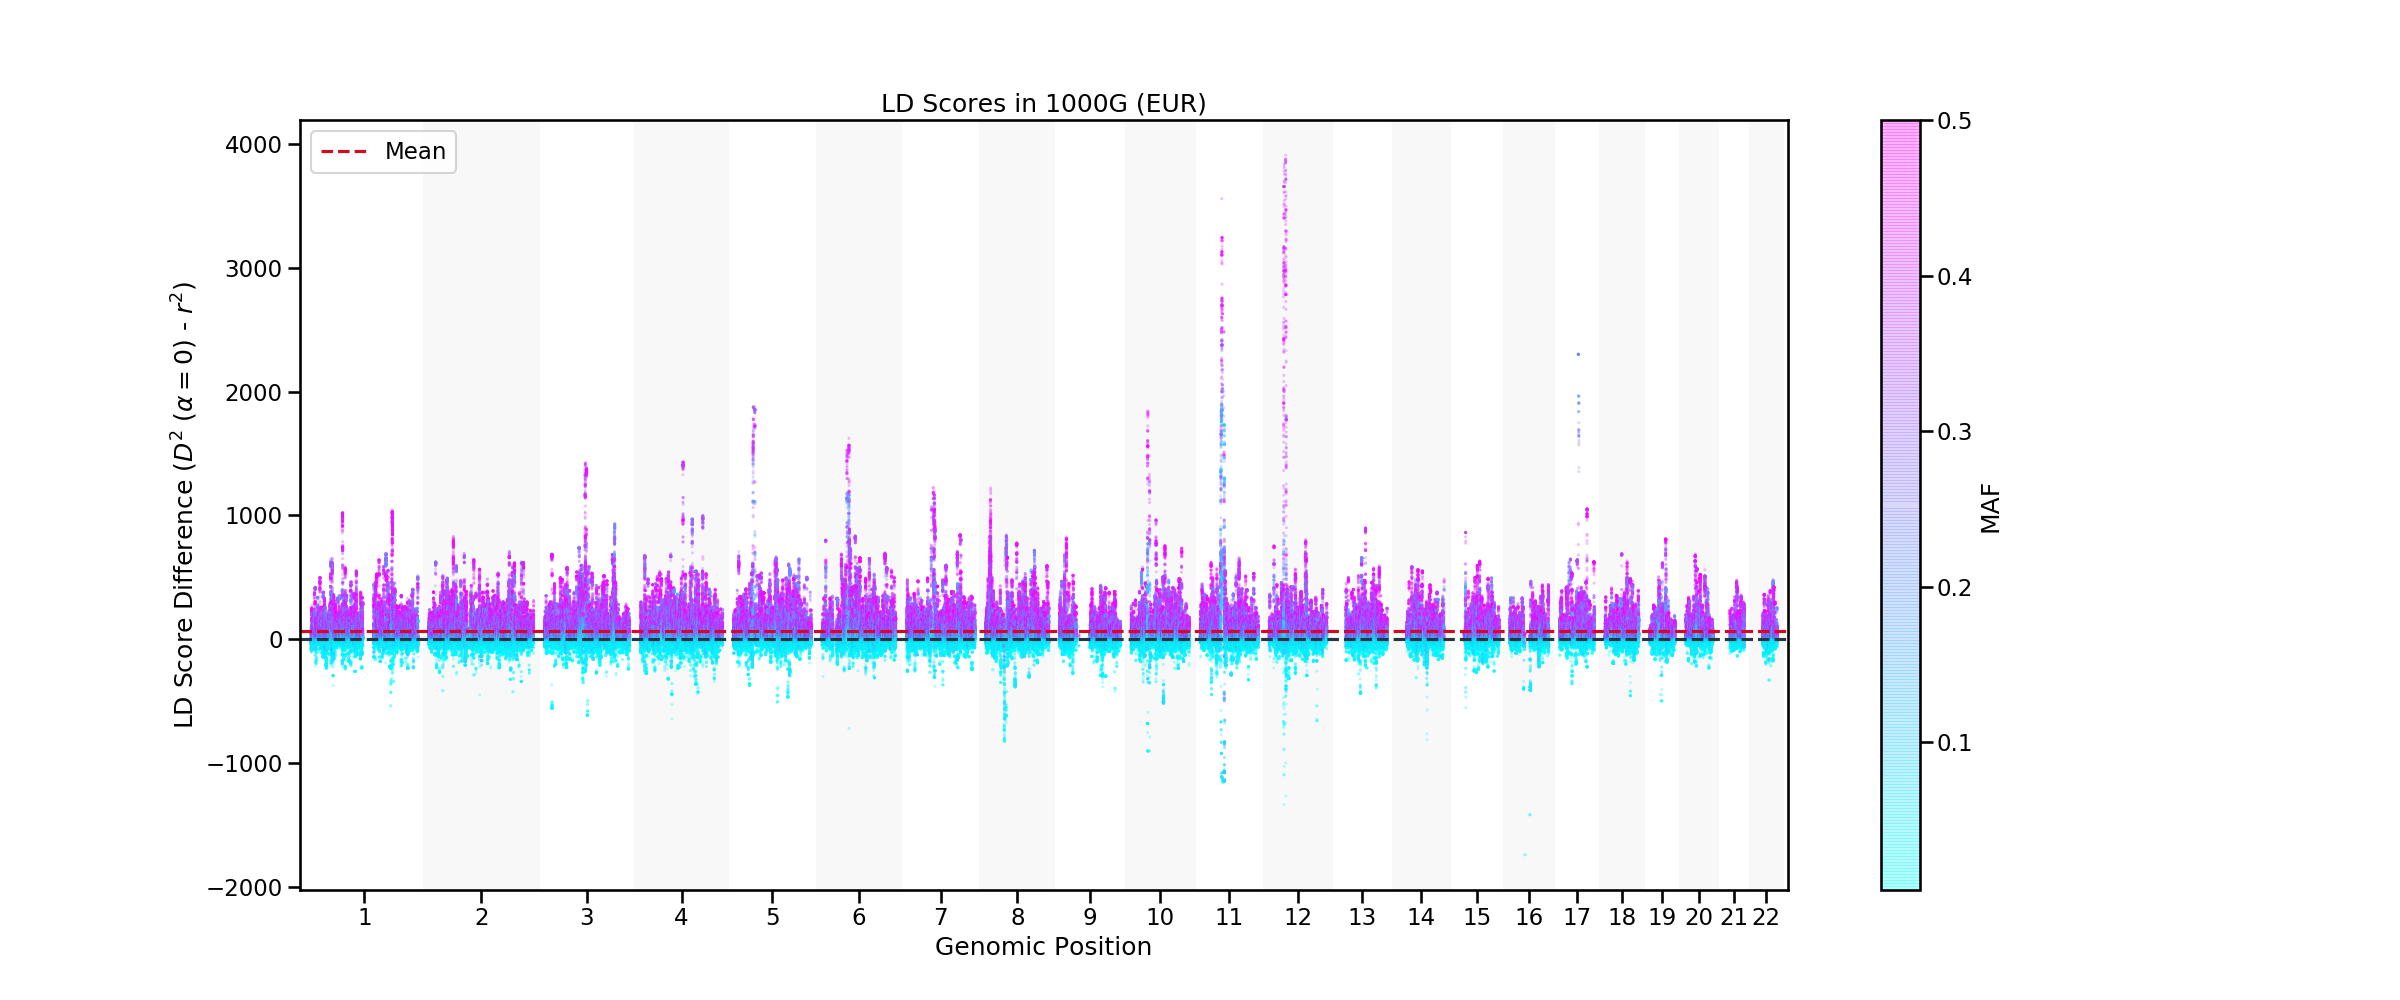 LD Scores in 1000G (EUR)
Mean
4000
3000
2000
1000
0
−1000
−2000
LD Score Difference (D² (α = 0) - r²)
1 2 3 4 5 6 7 8 9 10 11 12 13 14 15 16 17 18 19 20 21 22
Genomic Position
0.5
0.4
0.3
0.2
0.1
MAF